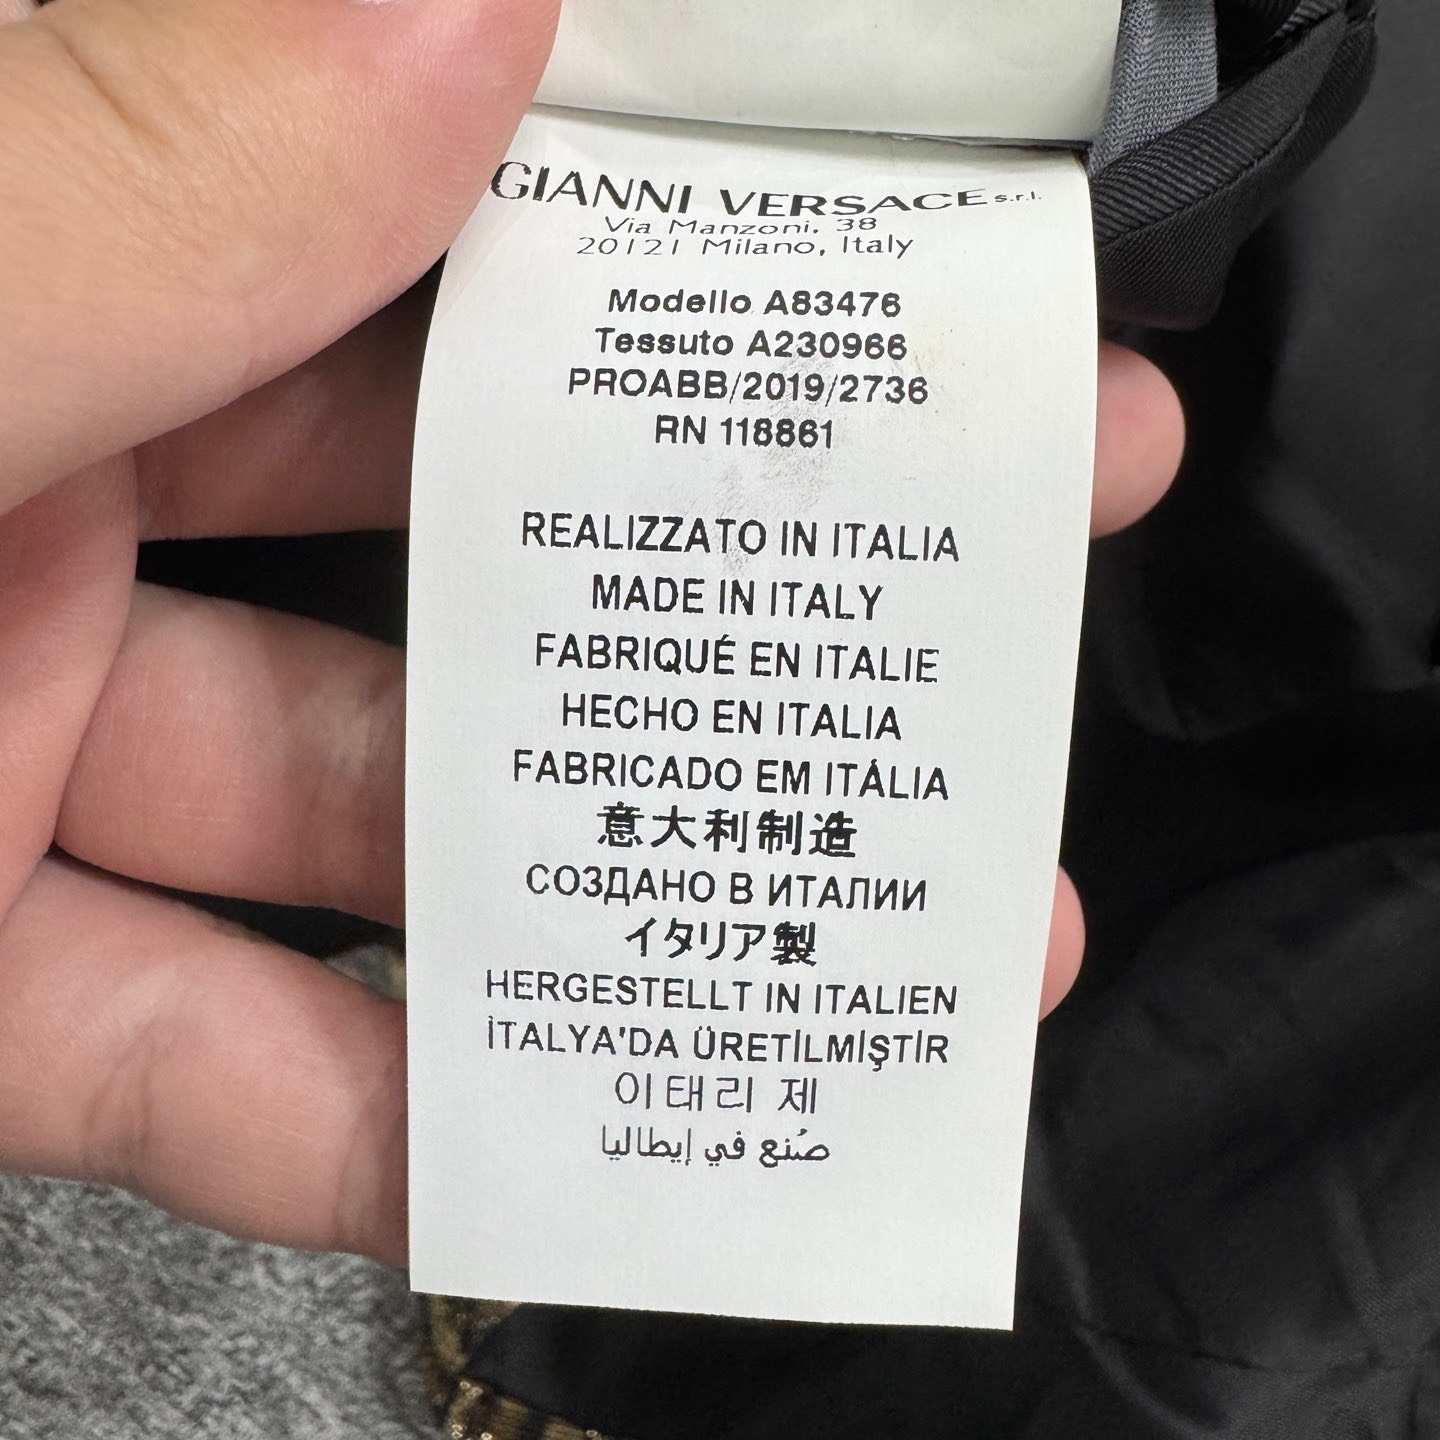 GIANNI VERSACE s.r.l.
Via Manzoni, 38
20121 Milano, Italy
Modello A83476
Tessuto A230966
PROABB/2019/2736
RN 118861
REALIZZATO IN ITALIA
MADE IN ITALY
FABRIQUÉ EN ITALIE
HECHO EN ITALIA
FABRICADO EM ITÁLIA
意大利制造
СОЗДАНО В ИТАЛИИ
イタリア製
HERGESTELLT IN ITALIEN
İTALYA'DA ÜRETİLMİŞTİR
이태리 제
صُنع في إيطاليا